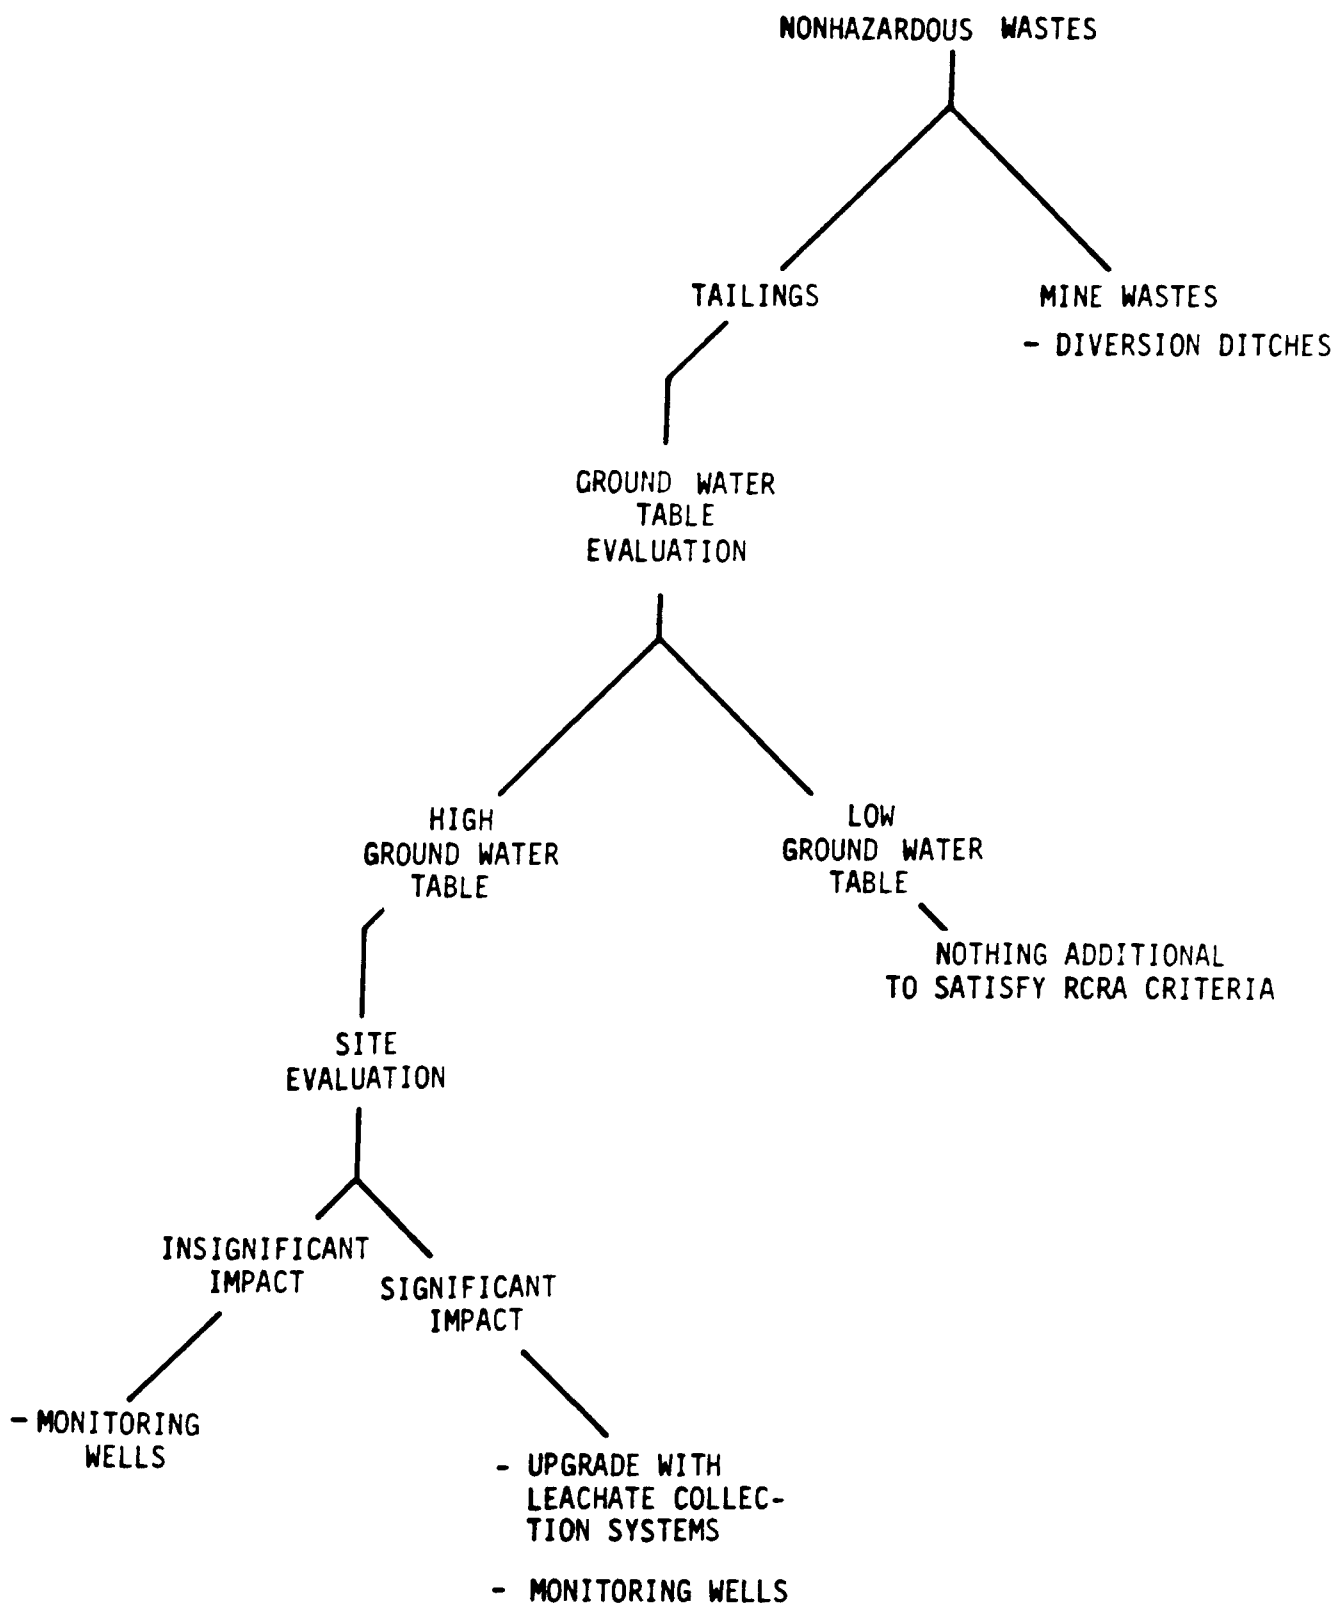 NONHAZARDOUS WASTES
TAILINGS
MINE WASTES
- DIVERSION DITCHES
GROUND WATER
TABLE
EVALUATION
HIGH
GROUND WATER
TABLE
LOW
GROUND WATER
TABLE
NOTHING ADDITIONAL
TO SATISFY RCRA CRITERIA
SITE
EVALUATION
INSIGNIFICANT
IMPACT
SIGNIFICANT
IMPACT
- MONITORING
WELLS
- UPGRADE WITH
LEACHATE COLLEC-
TION SYSTEMS
- MONITORING WELLS